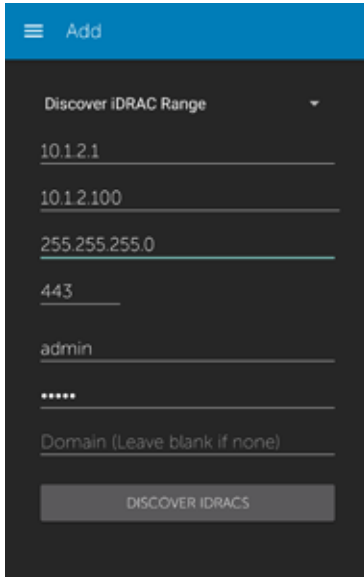 Add
Discover iDRAC Range
10.1.2.1
10.1.2.100
255.255.255.0
443
admin
•••••
Domain (Leave blank if none)
DISCOVER IDRACS